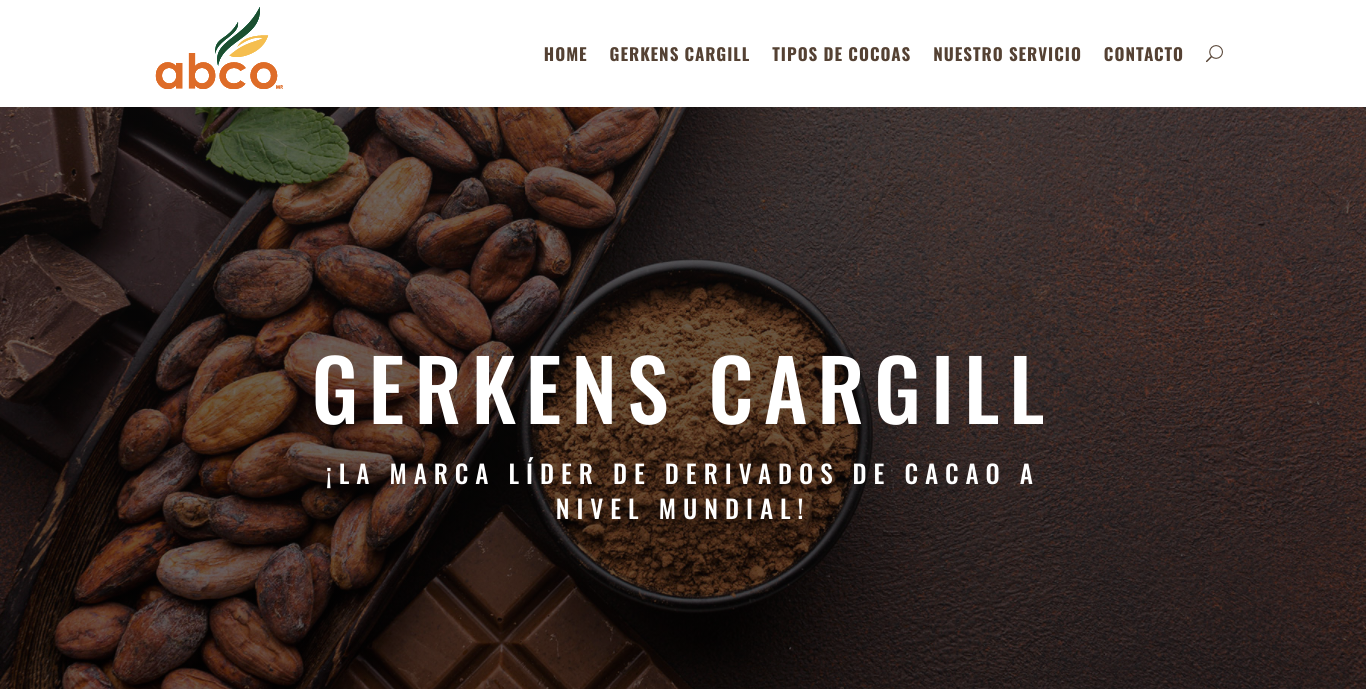 abco
HOME GERKENS CARGILL TIPOS DE COCOAS NUESTRO SERVICIO CONTACTO
GERKENS CARGILL
¡LA MARCA LÍDER DE DERIVADOS DE CACAO A
NIVEL MUNDIAL!